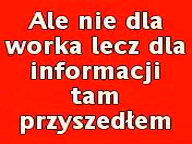 Ale nie dla
worka lecz dla
informacji
tam
przyszedłem